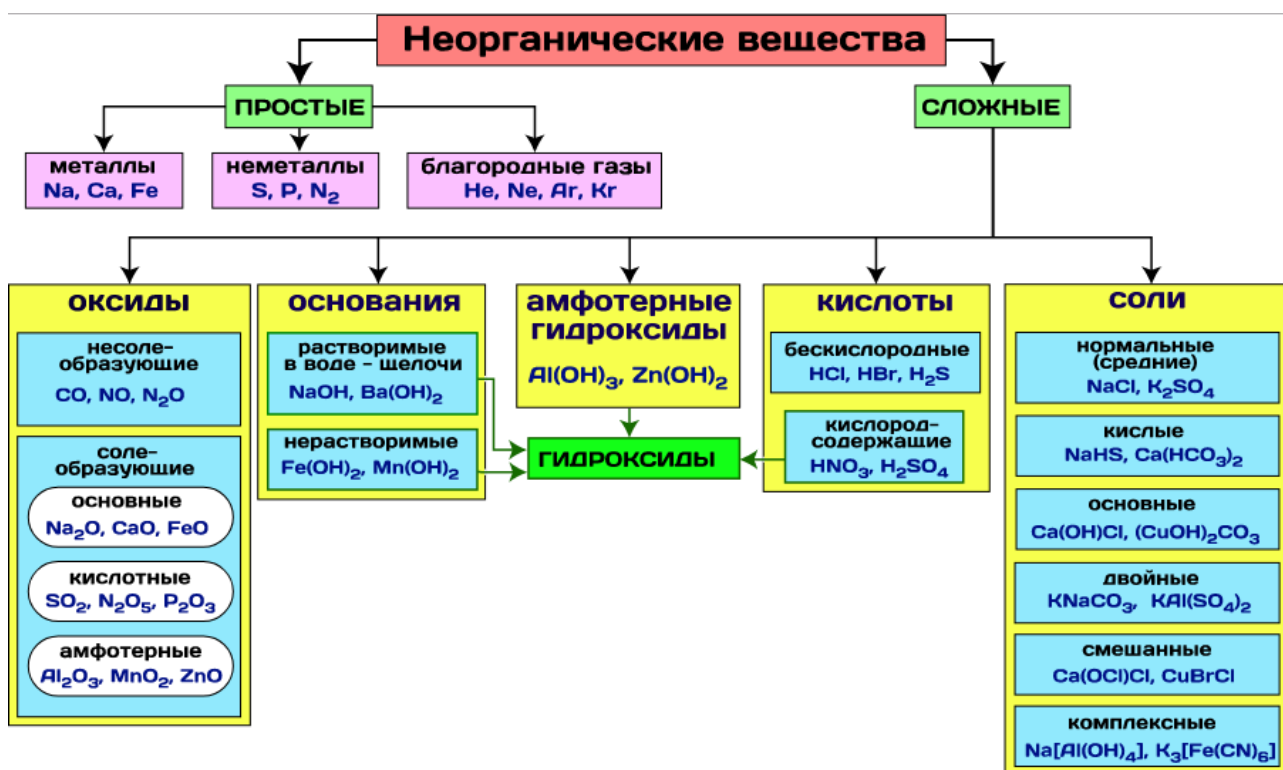 Неорганические вещества
ПРОСТЫЕ
СЛОЖНЫЕ
металлы
Na, Ca, Fe
неметаллы
S, P, N₂
благородные газы
He, Ne, Ar, Kr
оксиды
несоле-
образующие
CO, NO, N₂O
соле-
образующие
основные
Na₂O, CaO, FeO
кислотные
SO₂, N₂O₅, P₂O₃
амфотерные
Al₂O₃, MnO₂, ZnO
основания
растворимые
в воде - щелочи
NaOH, Ba(OH)₂
нерастворимые
Fe(OH)₂, Mn(OH)₂
амфотерные
гидроксиды
Al(OH)₃, Zn(OH)₂
ГИДРОКСИДЫ
кислоты
бескислородные
HCl, HBr, H₂S
кислород-
содержащие
HNO₃, H₂SO₄
соли
нормальные
(средние)
NaCl, K₂SO₄
кислые
NaHS, Ca(HCO₃)₂
основные
Ca(OH)Cl, (CuOH)₂CO₃
двойные
KNaCO₃, KAl(SO₄)₂
смешанные
Ca(OCl)Cl, CuBrCl
комплексные
Na[Al(OH)₄], K₃[Fe(CN)₆]